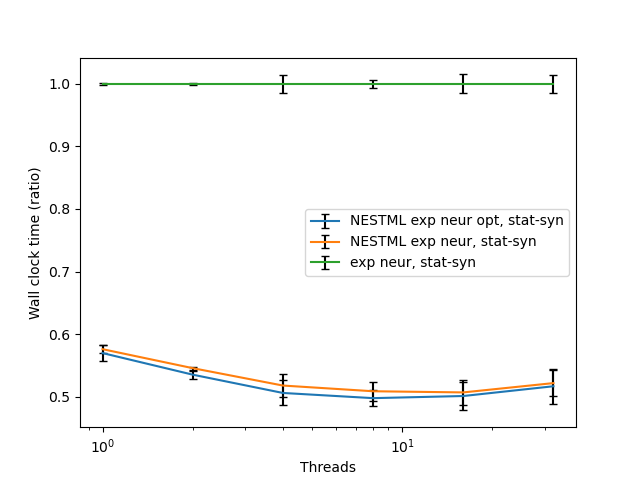 1.0
0.9
0.8
0.7
0.6
0.5
Wall clock time (ratio)
NESTML exp neur opt, stat-syn
NESTML exp neur, stat-syn
exp neur, stat-syn
10⁰
10¹
Threads